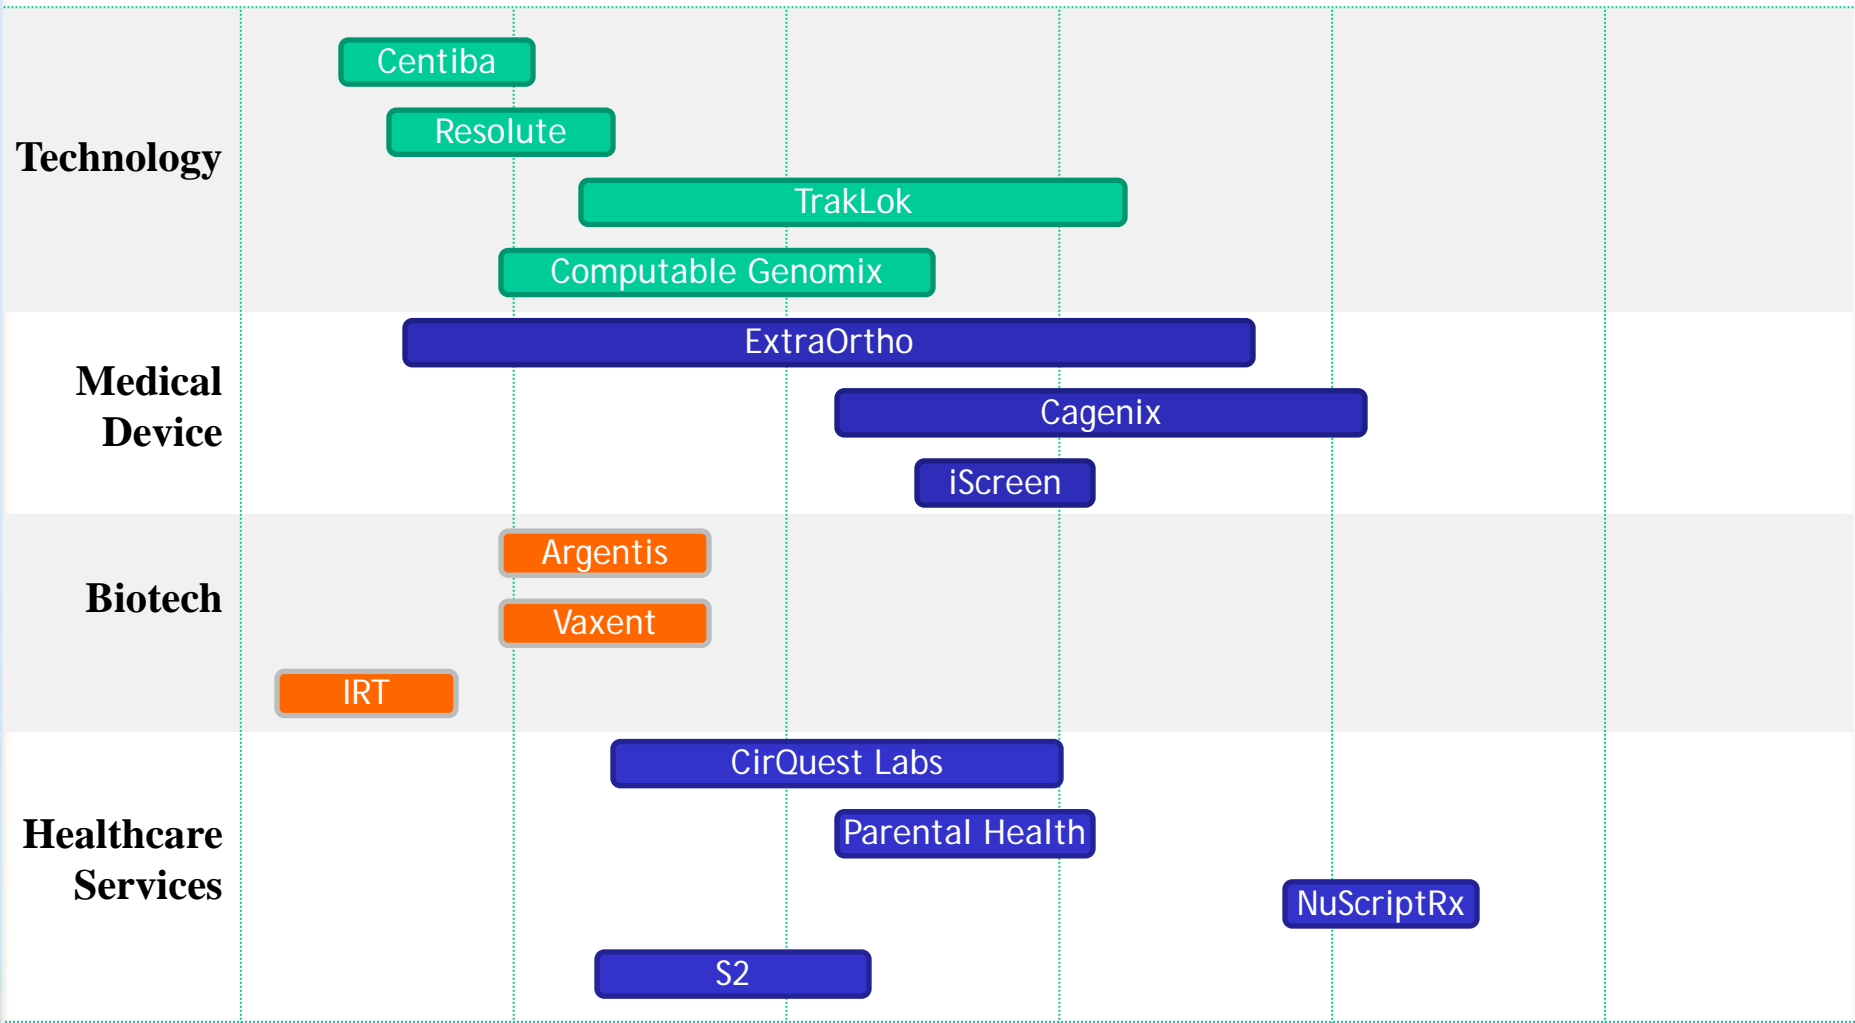 Technology
Centiba
Resolute
TrakLok
Computable Genomix
Medical
Device
ExtraOrtho
Cagenix
iScreen
Biotech
Argentis
Vaxent
IRT
Healthcare
Services
CirQuest Labs
Parental Health
NuScriptRx
S2